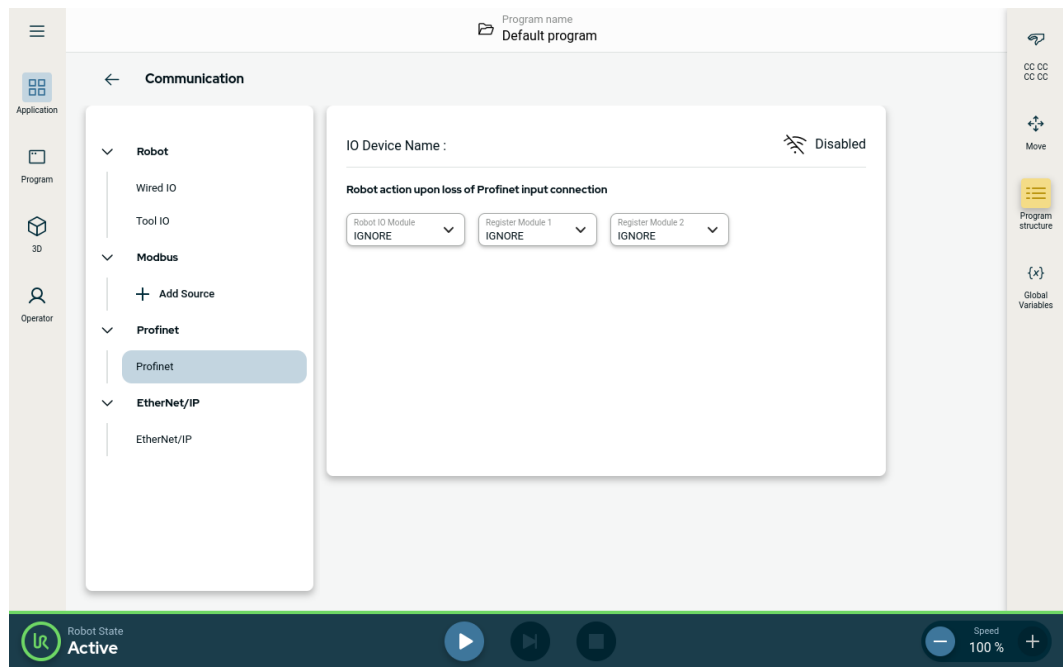 Program name
Default program
Application
Program
3D
Operator
Communication
Robot
Wired IO
Tool IO
Modbus
Add Source
Profinet
Profinet
EtherNet/IP
EtherNet/IP
IO Device Name :
Disabled
Robot action upon loss of Profinet input connection
Robot IO Module
IGNORE
Register Module 1
IGNORE
Register Module 2
IGNORE
CC CC
CC CC
Move
Program
structure
{x}
Global
Variables
UR
Robot State
Active
Speed
100 %